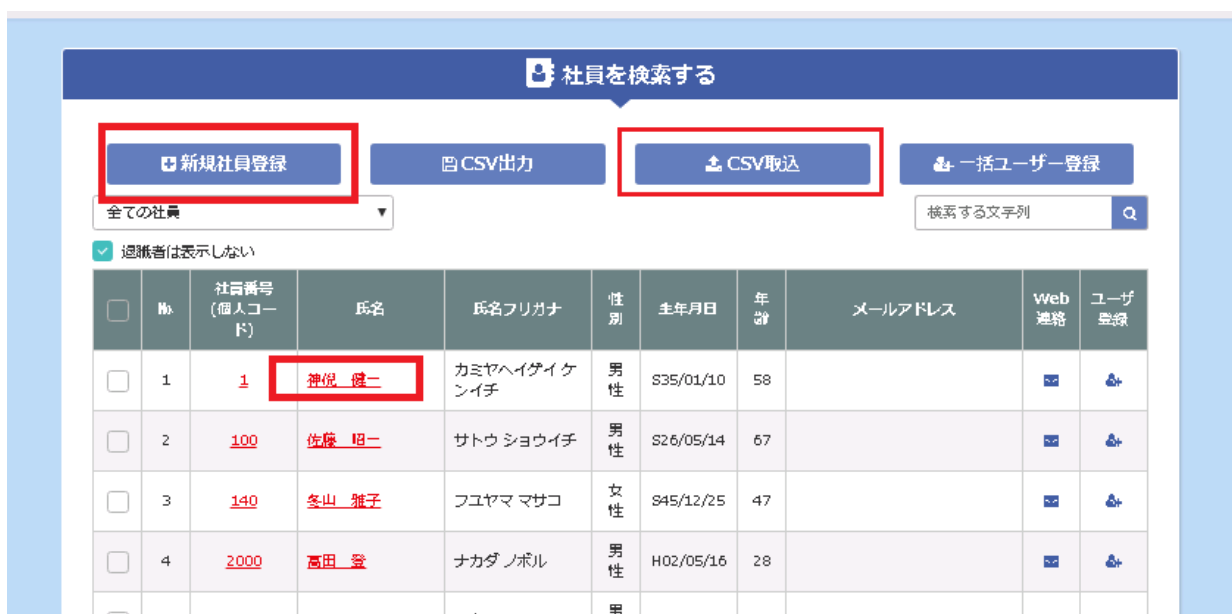 社員を検索する
新規社員登録 CSV出力 CSV取込 一括ユーザー登録
全ての社員 検索する文字列
退職者は表示しない
No. 社員番号 (個人コード) 氏名 氏名フリガナ 性別 生年月日 年齢 メールアドレス Web連絡 ユーザ登録
1 1 神倪 健一 カミヤヘイゲイ ケンイチ 男性 S35/01/10 58
2 100 佐藤 昭一 サトウ ショウイチ 男性 S26/05/14 67
3 140 冬山 雅子 フユヤマ マサコ 女性 S45/12/25 47
4 2000 高田 登 ナカダ ノボル 男性 H02/05/16 28